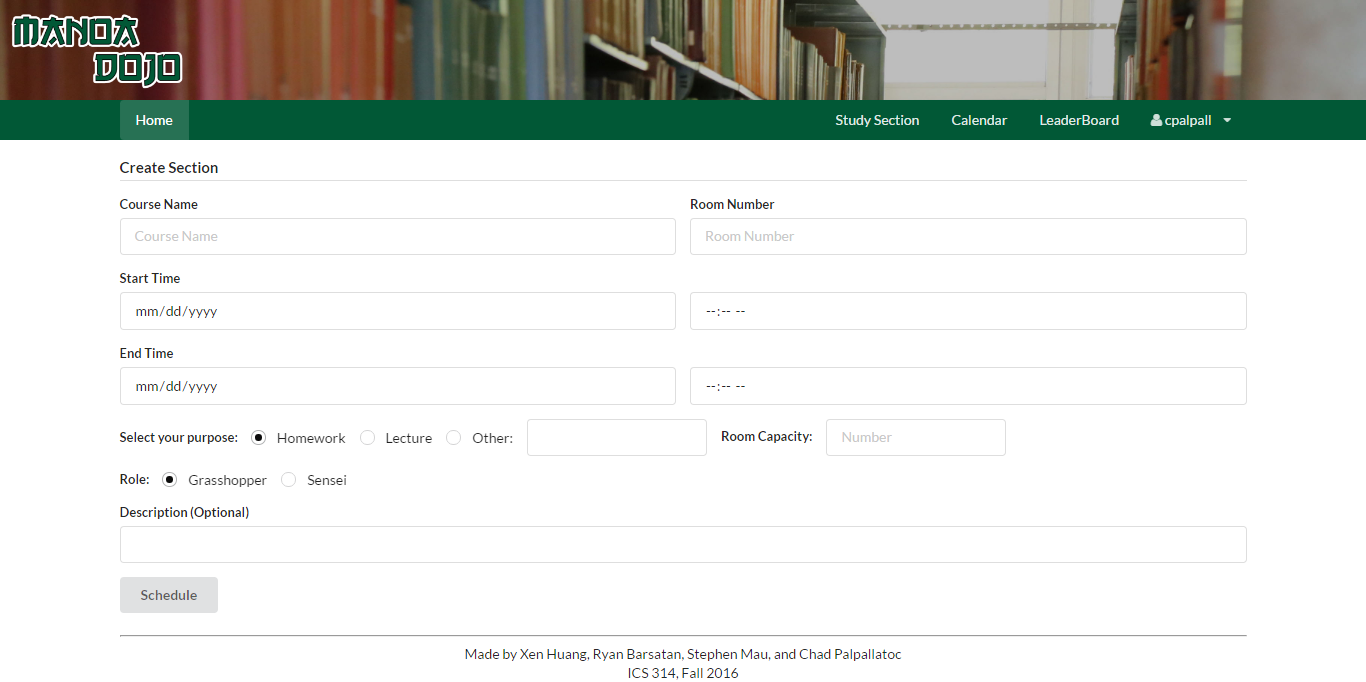 MANOA
DOJO
Home Study Section Calendar LeaderBoard cpalpall
Create Section
Course Name Room Number
Course Name Room Number
Start Time
mm/dd/yyyy --:-- --
End Time
mm/dd/yyyy --:-- --
Select your purpose: Homework Lecture Other: Room Capacity: Number
Role: Grasshopper Sensei
Description (Optional)
Schedule
Made by Xen Huang, Ryan Barsatan, Stephen Mau, and Chad Palpallatoc
ICS 314, Fall 2016